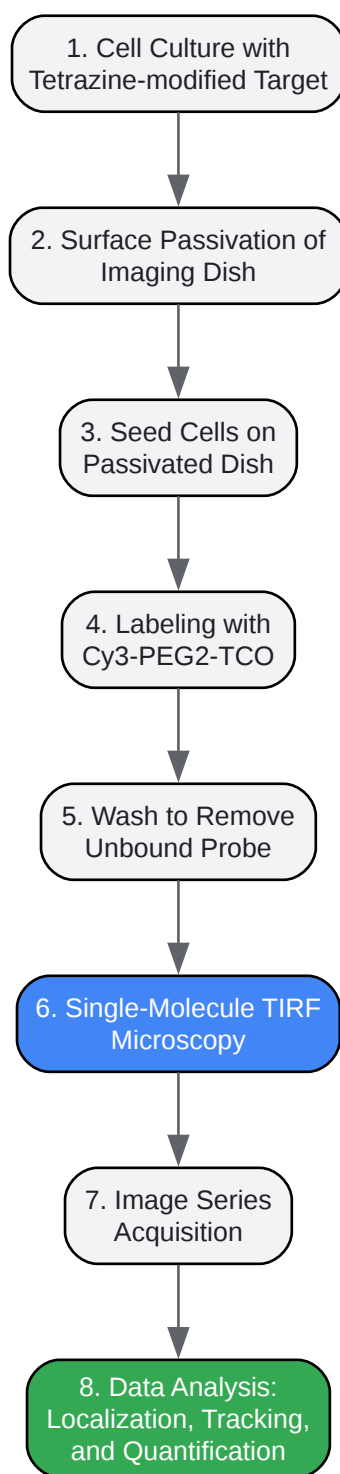 1. Cell Culture with
Tetrazine-modified Target
2. Surface Passivation of
Imaging Dish
3. Seed Cells on
Passivated Dish
4. Labeling with
Cy3-PEG2-TCO
5. Wash to Remove
Unbound Probe
6. Single-Molecule TIRF
Microscopy
7. Image Series
Acquisition
8. Data Analysis:
Localization, Tracking,
and Quantification